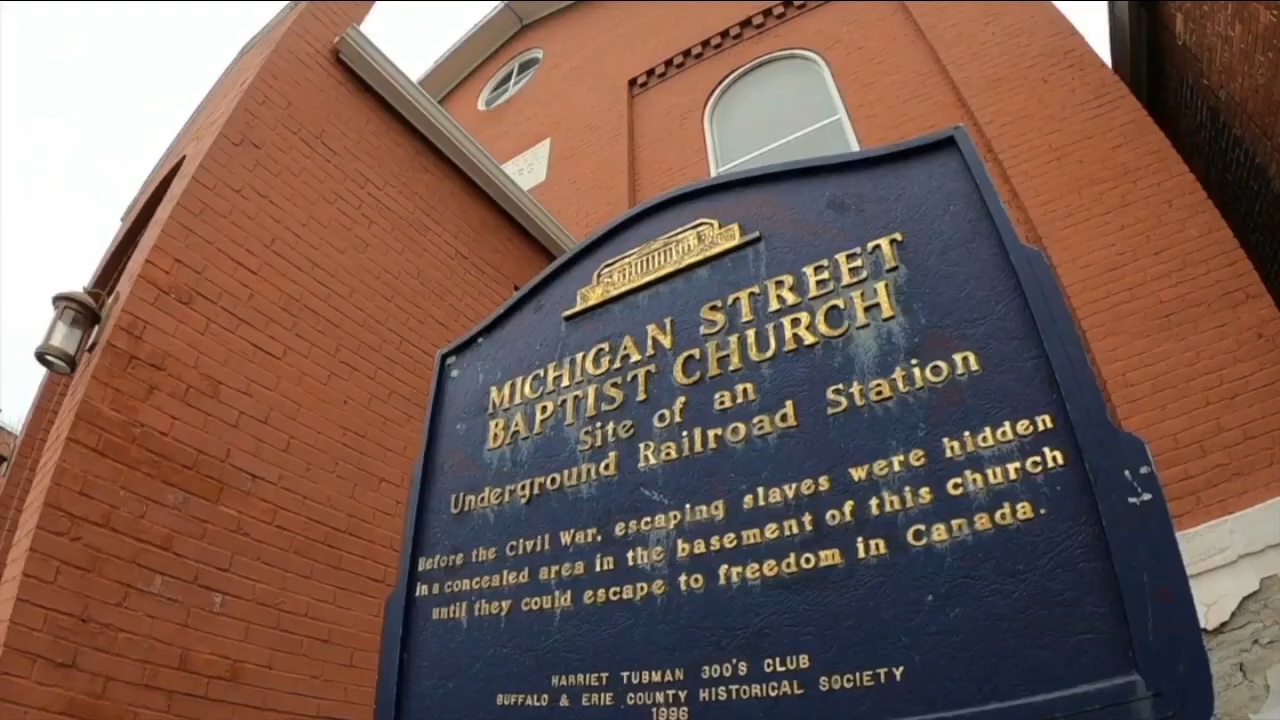 MICHIGAN STREET
BAPTIST CHURCH
Site of an
Underground Railroad Station
Before the Civil War, escaping slaves were hidden
in a concealed area in the basement of this church
until they could escape to freedom in Canada.
HARRIET TUBMAN 300'S CLUB
BUFFALO & ERIE COUNTY HISTORICAL SOCIETY
1996